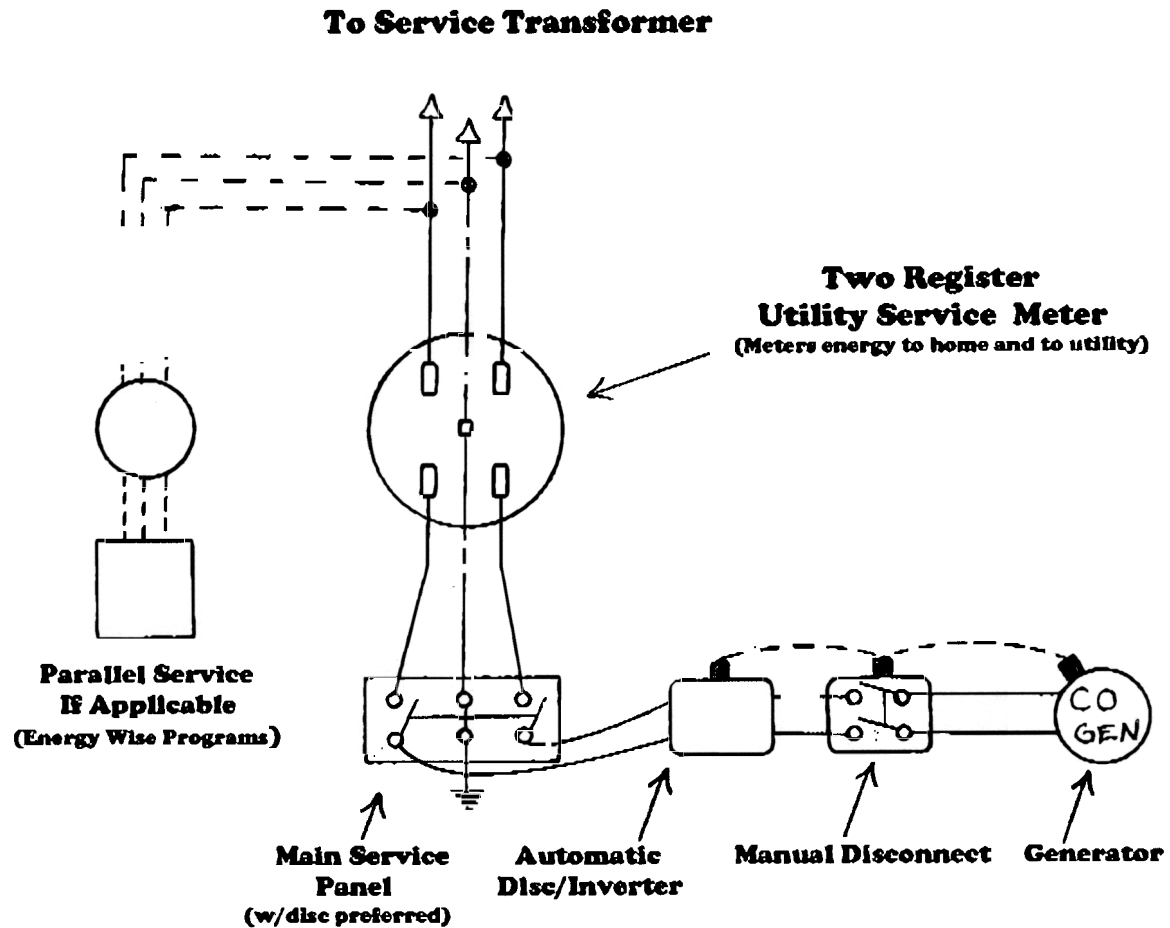 To Service Transformer
Two Register
Utility Service Meter
(Meters energy to home and to utility)
Parallel Service
If Applicable
(Energy Wise Programs)
CO
GEN
Main Service
Panel
(w/disc preferred)
Automatic
Disc/Inverter
Manual Disconnect
Generator